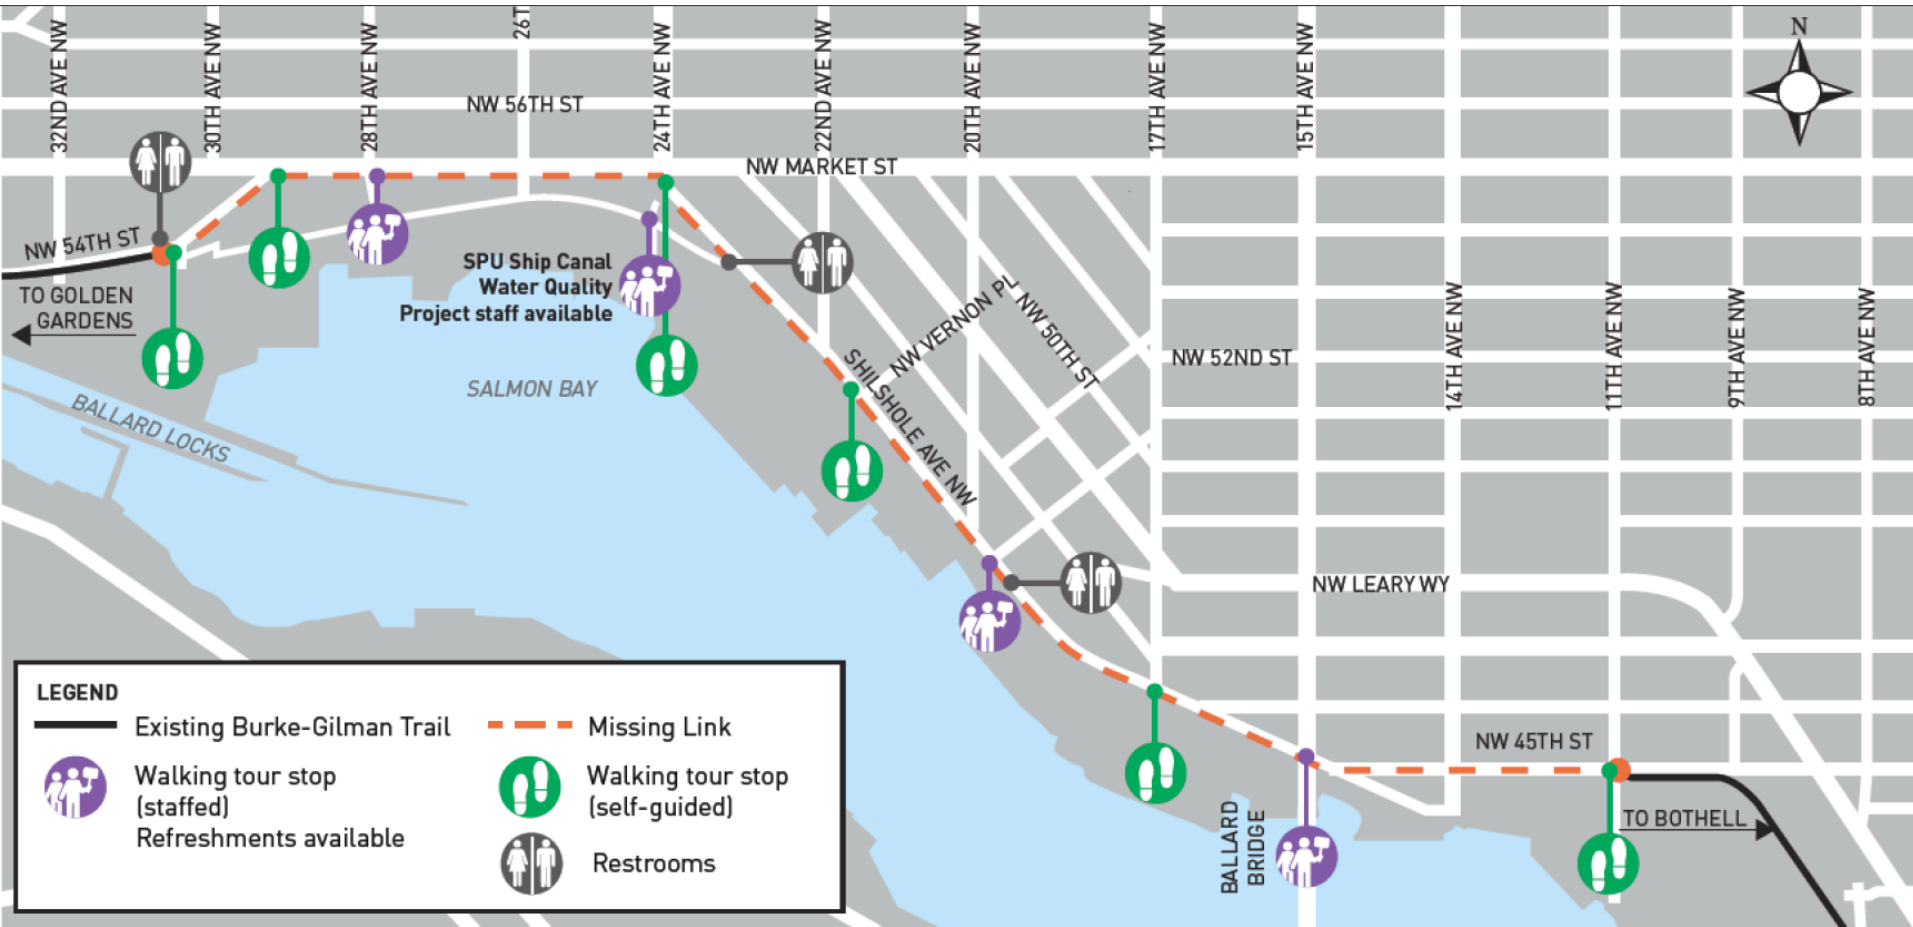 32ND AVE NW
30TH AVE NW
28TH AVE NW
26T
24TH AVE NW
22ND AVE NW
20TH AVE NW
17TH AVE NW
15TH AVE NW
N
NW 56TH ST
NW MARKET ST
NW 54TH ST
TO GOLDEN
GARDENS
SPU Ship Canal
Water Quality
Project staff available
SALMON BAY
BALLARD LOCKS
SHILSHOLE AVE NW
NW VERNON PL
NW 50TH ST
NW 52ND ST
14TH AVE NW
11TH AVE NW
9TH AVE NW
8TH AVE NW
NW LEARY WY
NW 45TH ST
BALLARD
BRIDGE
TO BOTHELL
LEGEND
Existing Burke-Gilman Trail
Missing Link
Walking tour stop
(staffed)
Refreshments available
Walking tour stop
(self-guided)
Restrooms